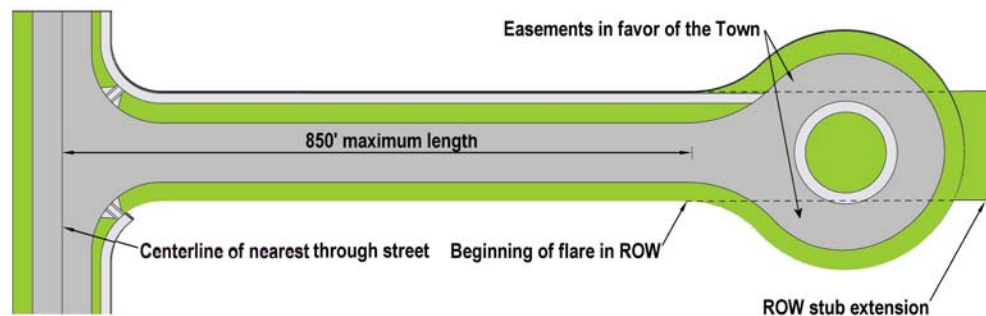 Easements in favor of the Town
850' maximum length
Centerline of nearest through street
Beginning of flare in ROW
ROW stub extension